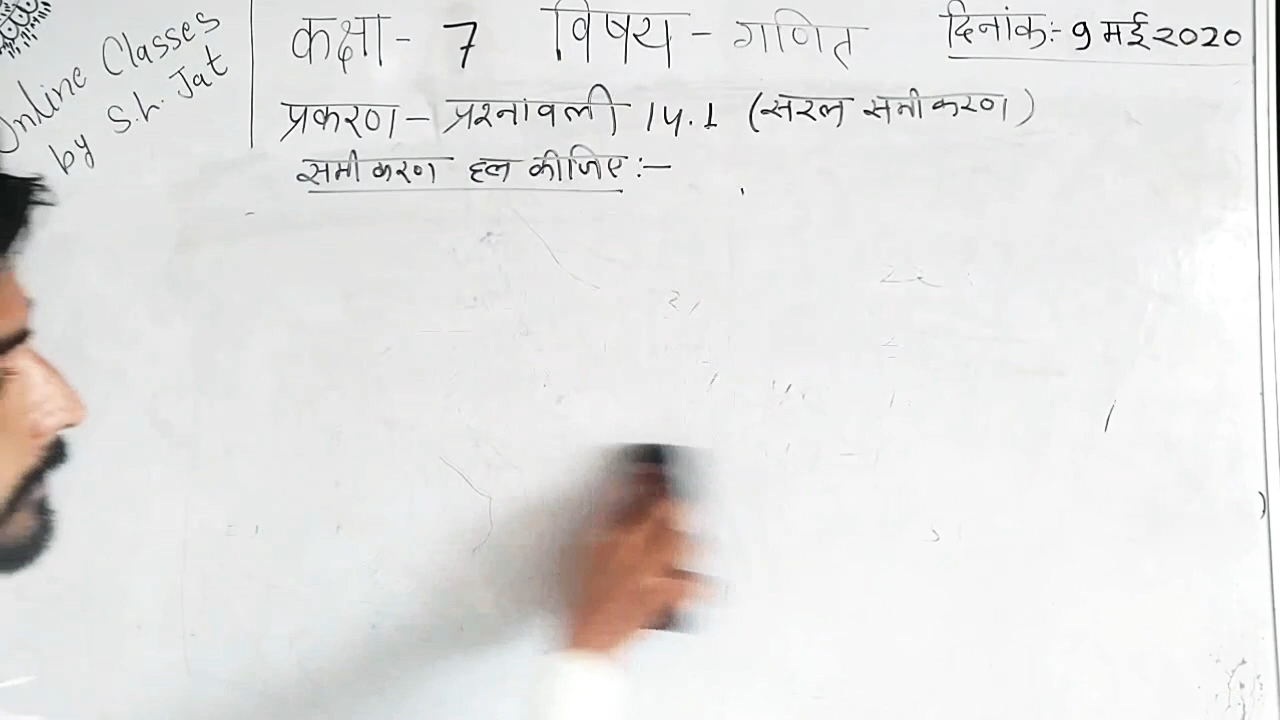 Online Classes
by S.L. Jat
कक्षा - 7 विषय - गणित
दिनांक:- 9 मई 2020
प्रकरण - प्रश्नावली 14.1 (सरल समीकरण)
समीकरण हल कीजिए :-